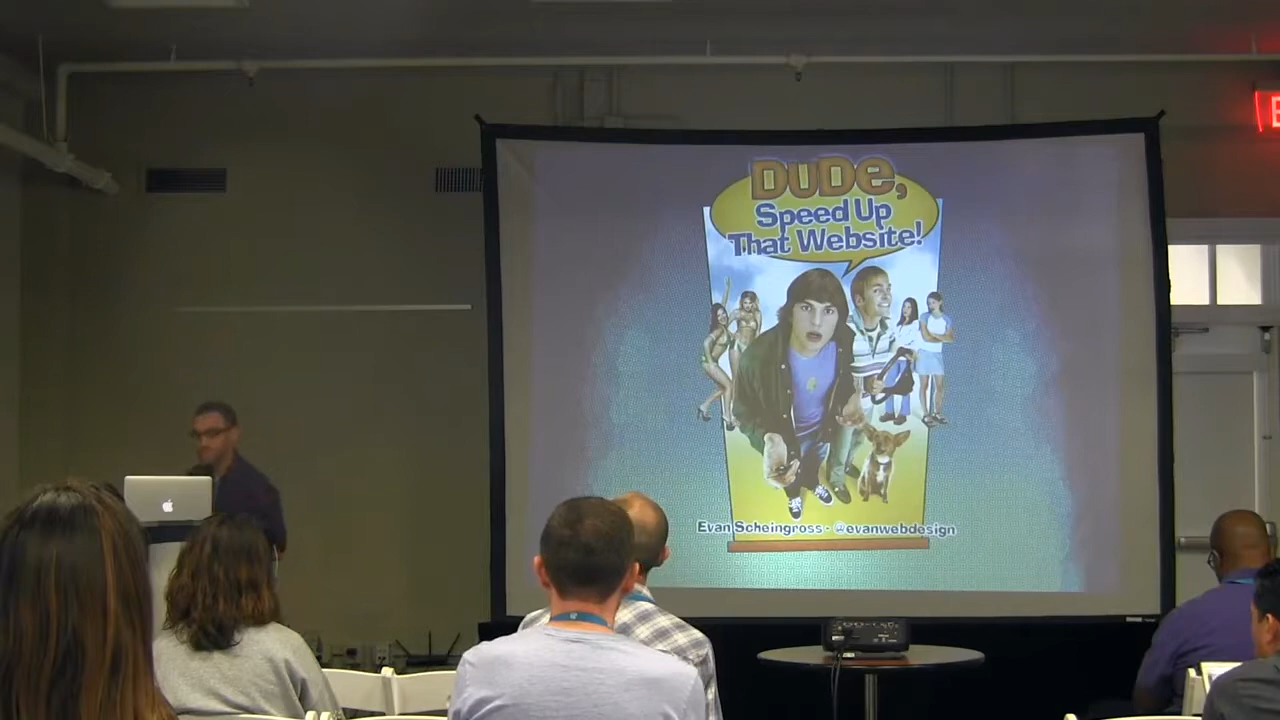 DuDe,
Speed Up
That Website!
Evan Scheingross - @evanwebdesign
E